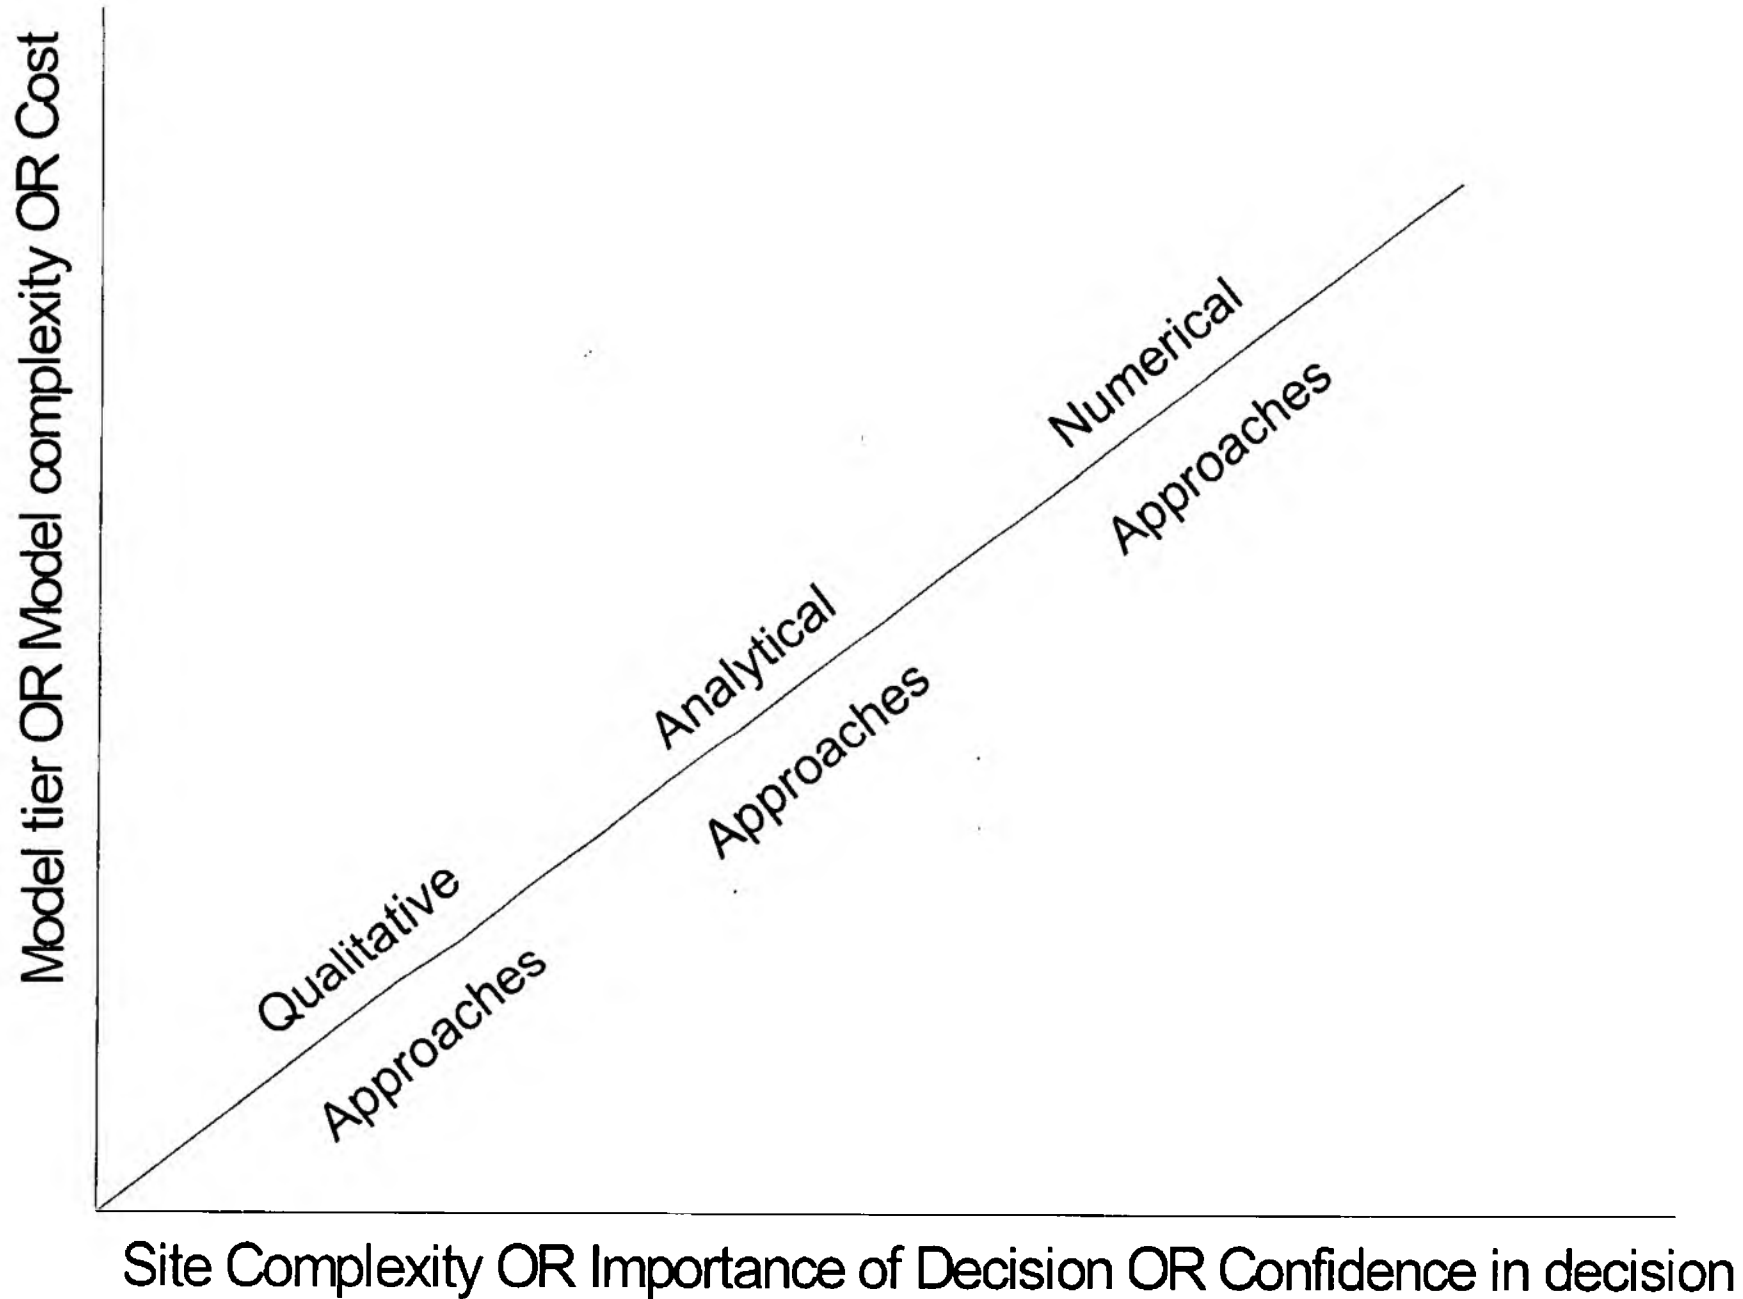 Model tier OR Model complexity OR Cost
Numerical
Approaches
Analytical
Approaches
Qualitative
Approaches
Site Complexity OR Importance of Decision OR Confidence in decision